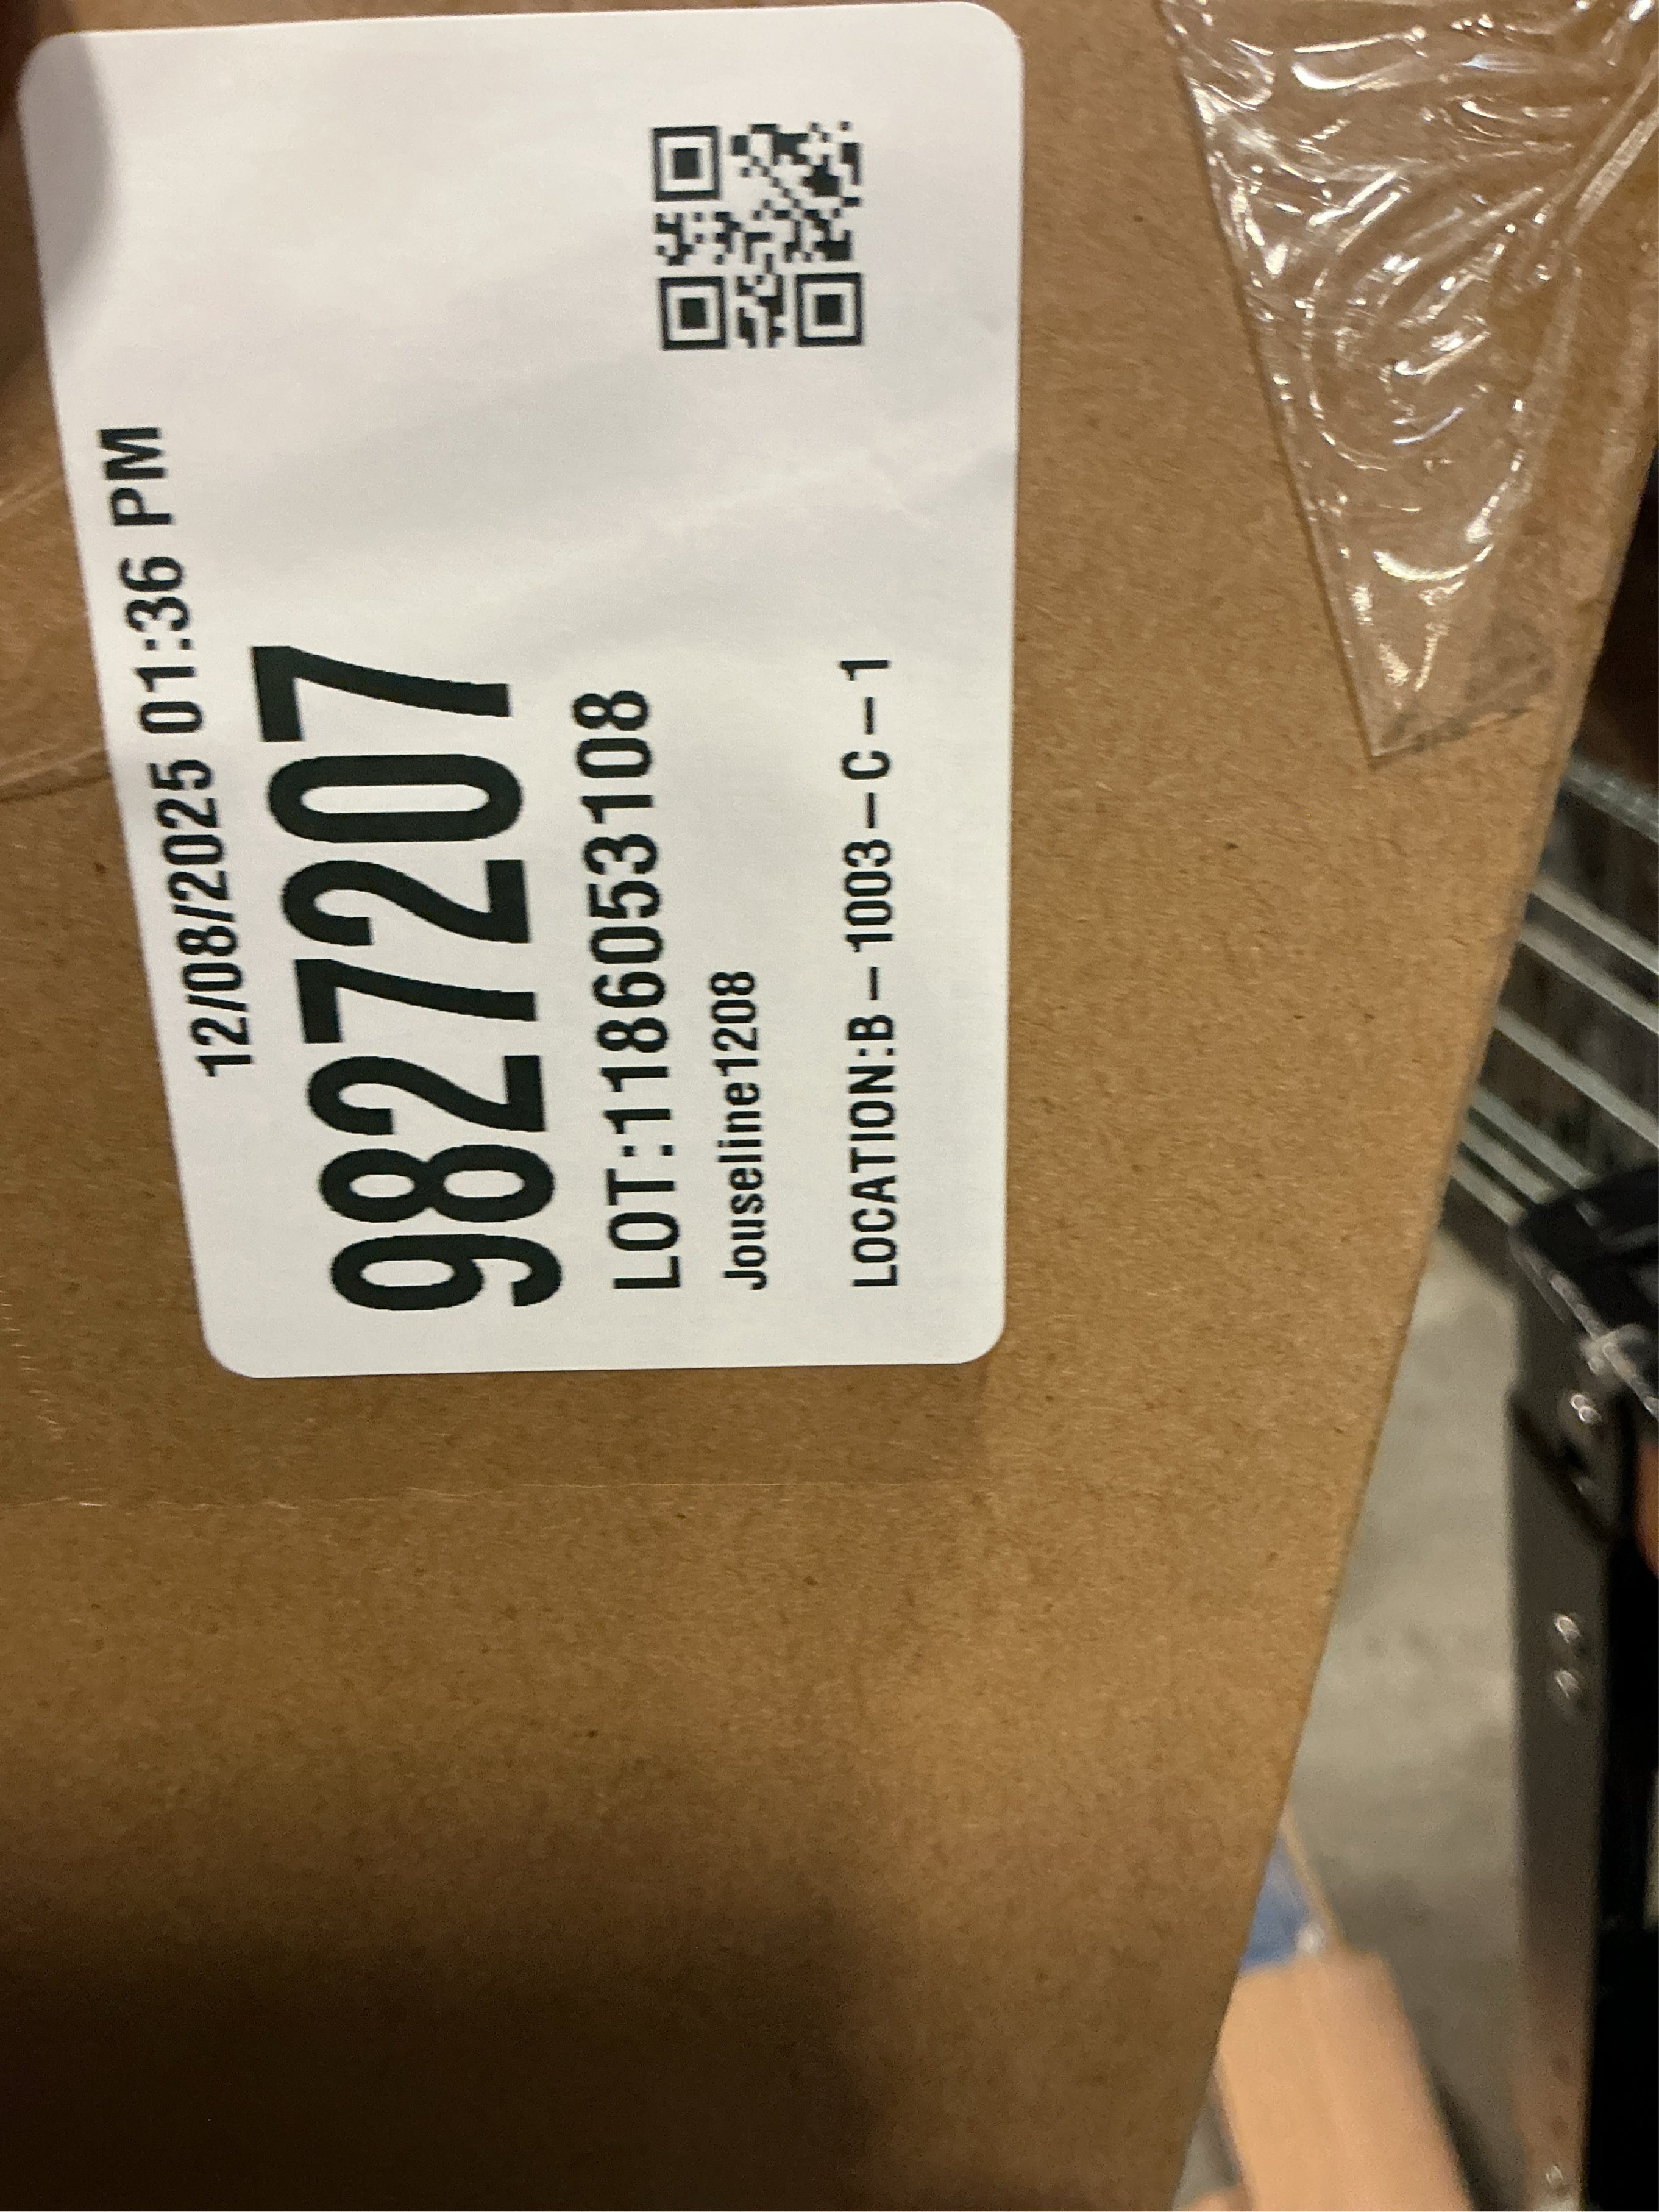 12/08/2025 01:36 PM
9827207
LOT:1186053108
Jouseline1208
LOCATION:B-1003-C-1